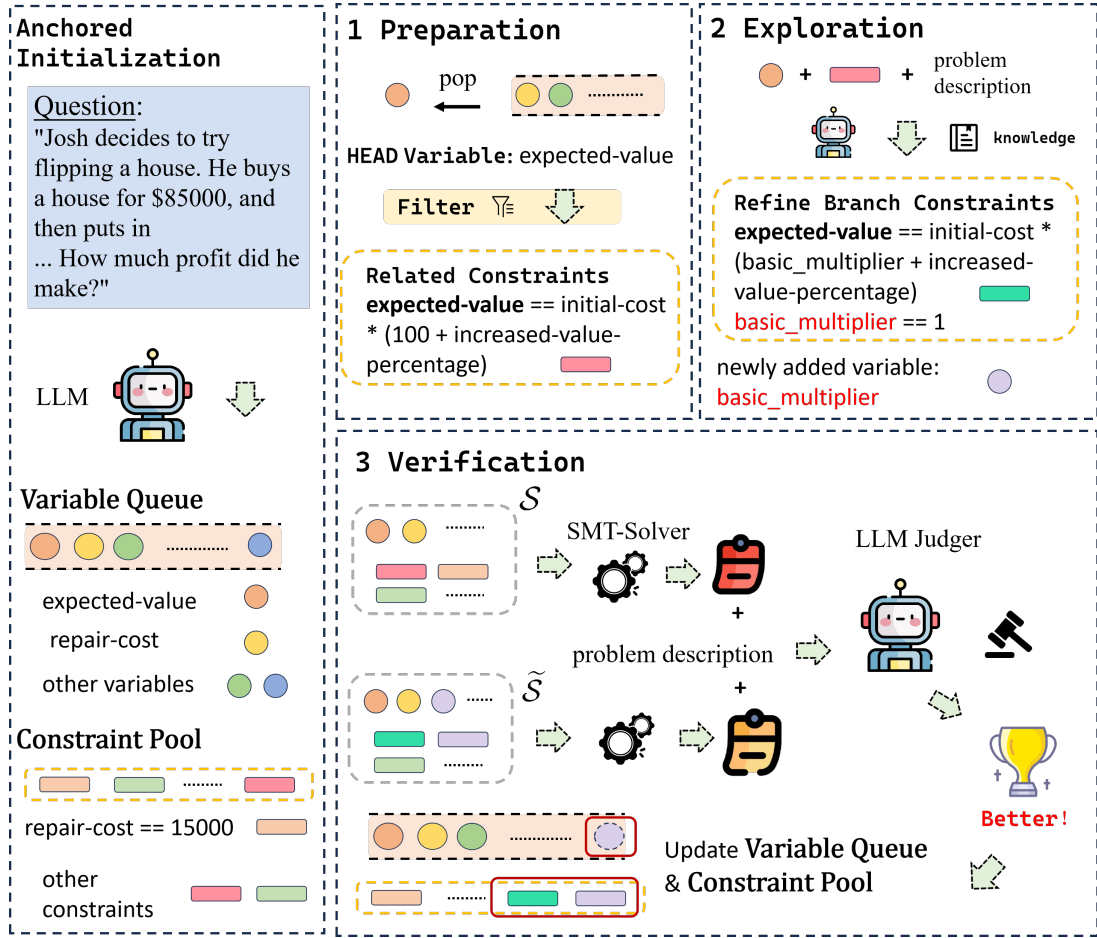 Anchored
Initialization
Question:
"Josh decides to try
flipping a house. He buys
a house for $85000, and
then puts in
... How much profit did he
make?"
LLM
Variable Queue
expected-value
repair-cost
other variables
Constraint Pool
repair-cost == 15000
other
constraints
1 Preparation
pop
HEAD Variable: expected-value
Filter
Related Constraints
expected-value == initial-cost
* (100 + increased-value-
percentage)
2 Exploration
+ + problem
description
knowledge
Refine Branch Constraints
expected-value == initial-cost *
(basic_multiplier + increased-
value-percentage)
basic_multiplier == 1
newly added variable:
basic_multiplier
3 Verification
S
SMT-Solver
LLM Judger
+
problem description
+
S̃
Better!
Update Variable Queue
& Constraint Pool